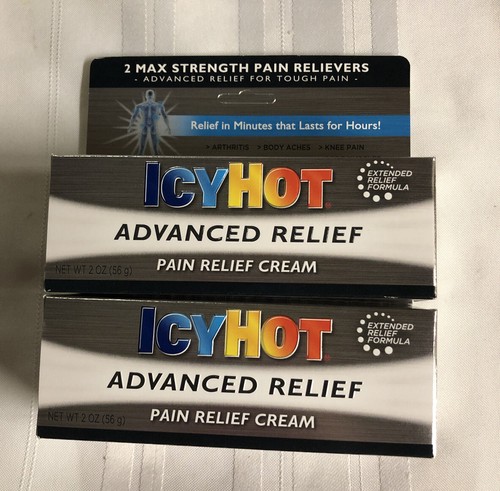 2 MAX STRENGTH PAIN RELIEVERS
- ADVANCED RELIEF FOR TOUGH PAIN -
Relief in Minutes that Lasts for Hours!
> ARTHRITIS > BODY ACHES > KNEE PAIN
ICYHOT
EXTENDED
RELIEF
FORMULA
ADVANCED RELIEF
PAIN RELIEF CREAM
NET WT 2 OZ (56 g)
ICYHOT
EXTENDED
RELIEF
FORMULA
ADVANCED RELIEF
PAIN RELIEF CREAM
NET WT 2 OZ (56 g)